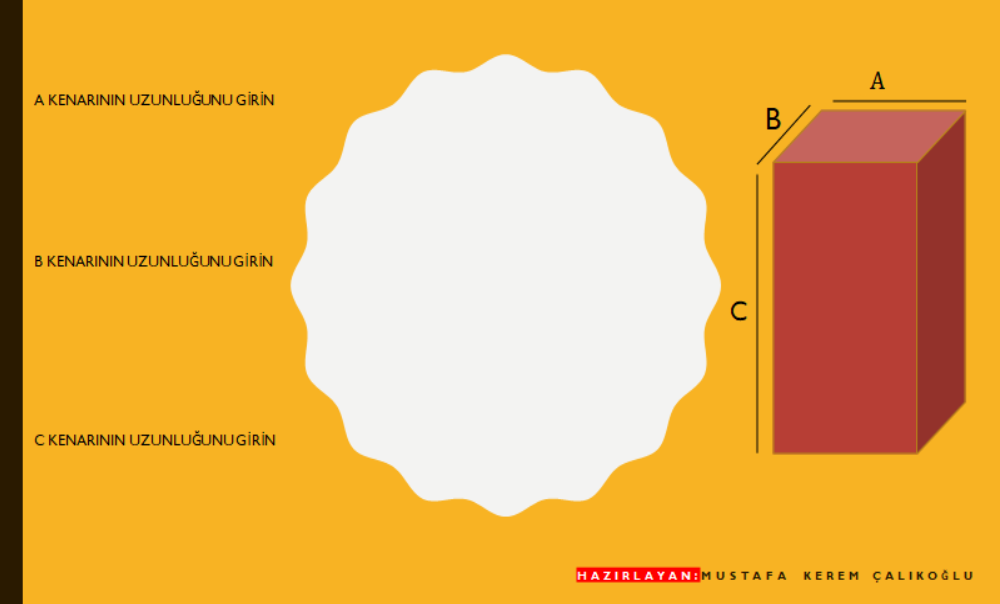 A KENARININ UZUNLUĞUNU GİRİN
B KENARININ UZUNLUĞUNU GİRİN
C KENARININ UZUNLUĞUNU GİRİN
A
B
C
HAZIRLAYAN:MUSTAFA KEREM ÇALIKOĞLU